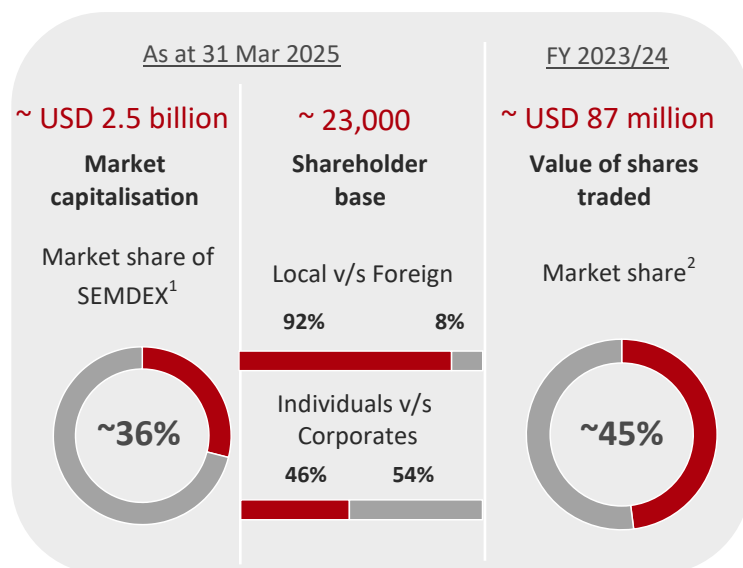 As at 31 Mar 2025
FY 2023/24
~ USD 2.5 billion
Market
capitalisation
Market share of
SEMDEX1
~36%
~ 23,000
Shareholder
base
Local v/s Foreign
92% 8%
Individuals v/s
Corporates
46% 54%
~ USD 87 million
Value of shares
traded
Market share2
~45%